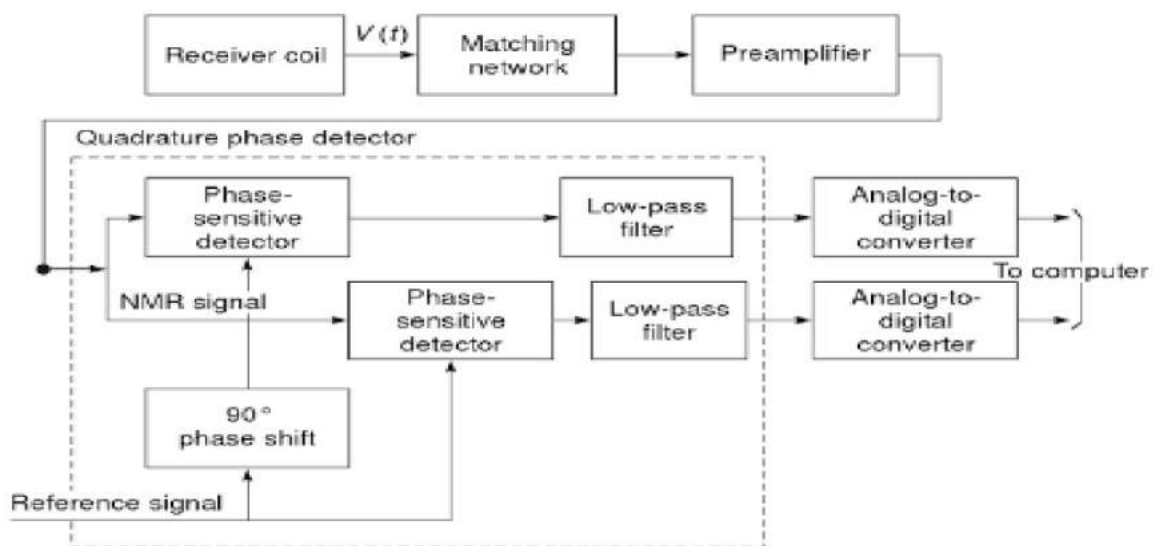 Receiver coil
V(t)
Matching
network
Preamplifier
Quadrature phase detector
Phase-
sensitive
detector
Low-pass
filter
Analog-to-
digital
converter
To computer
NMR signal
Phase-
sensitive
detector
Low-pass
filter
Analog-to-
digital
converter
90°
phase shift
Reference signal